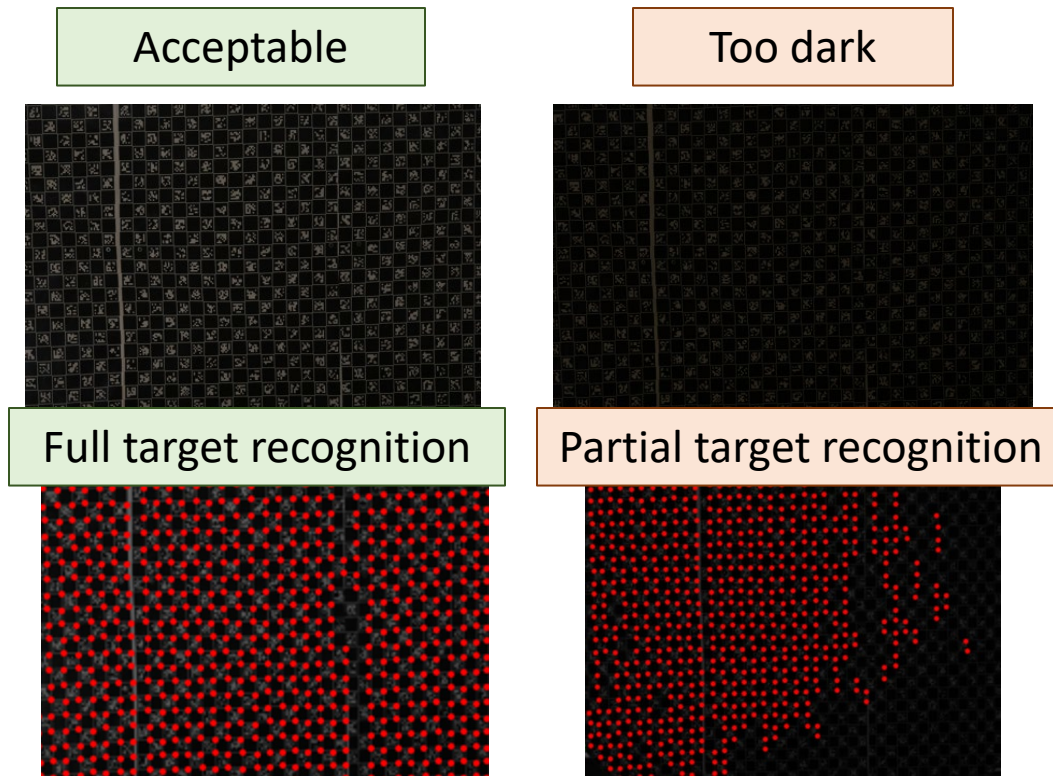 Acceptable
Too dark
Full target recognition
Partial target recognition